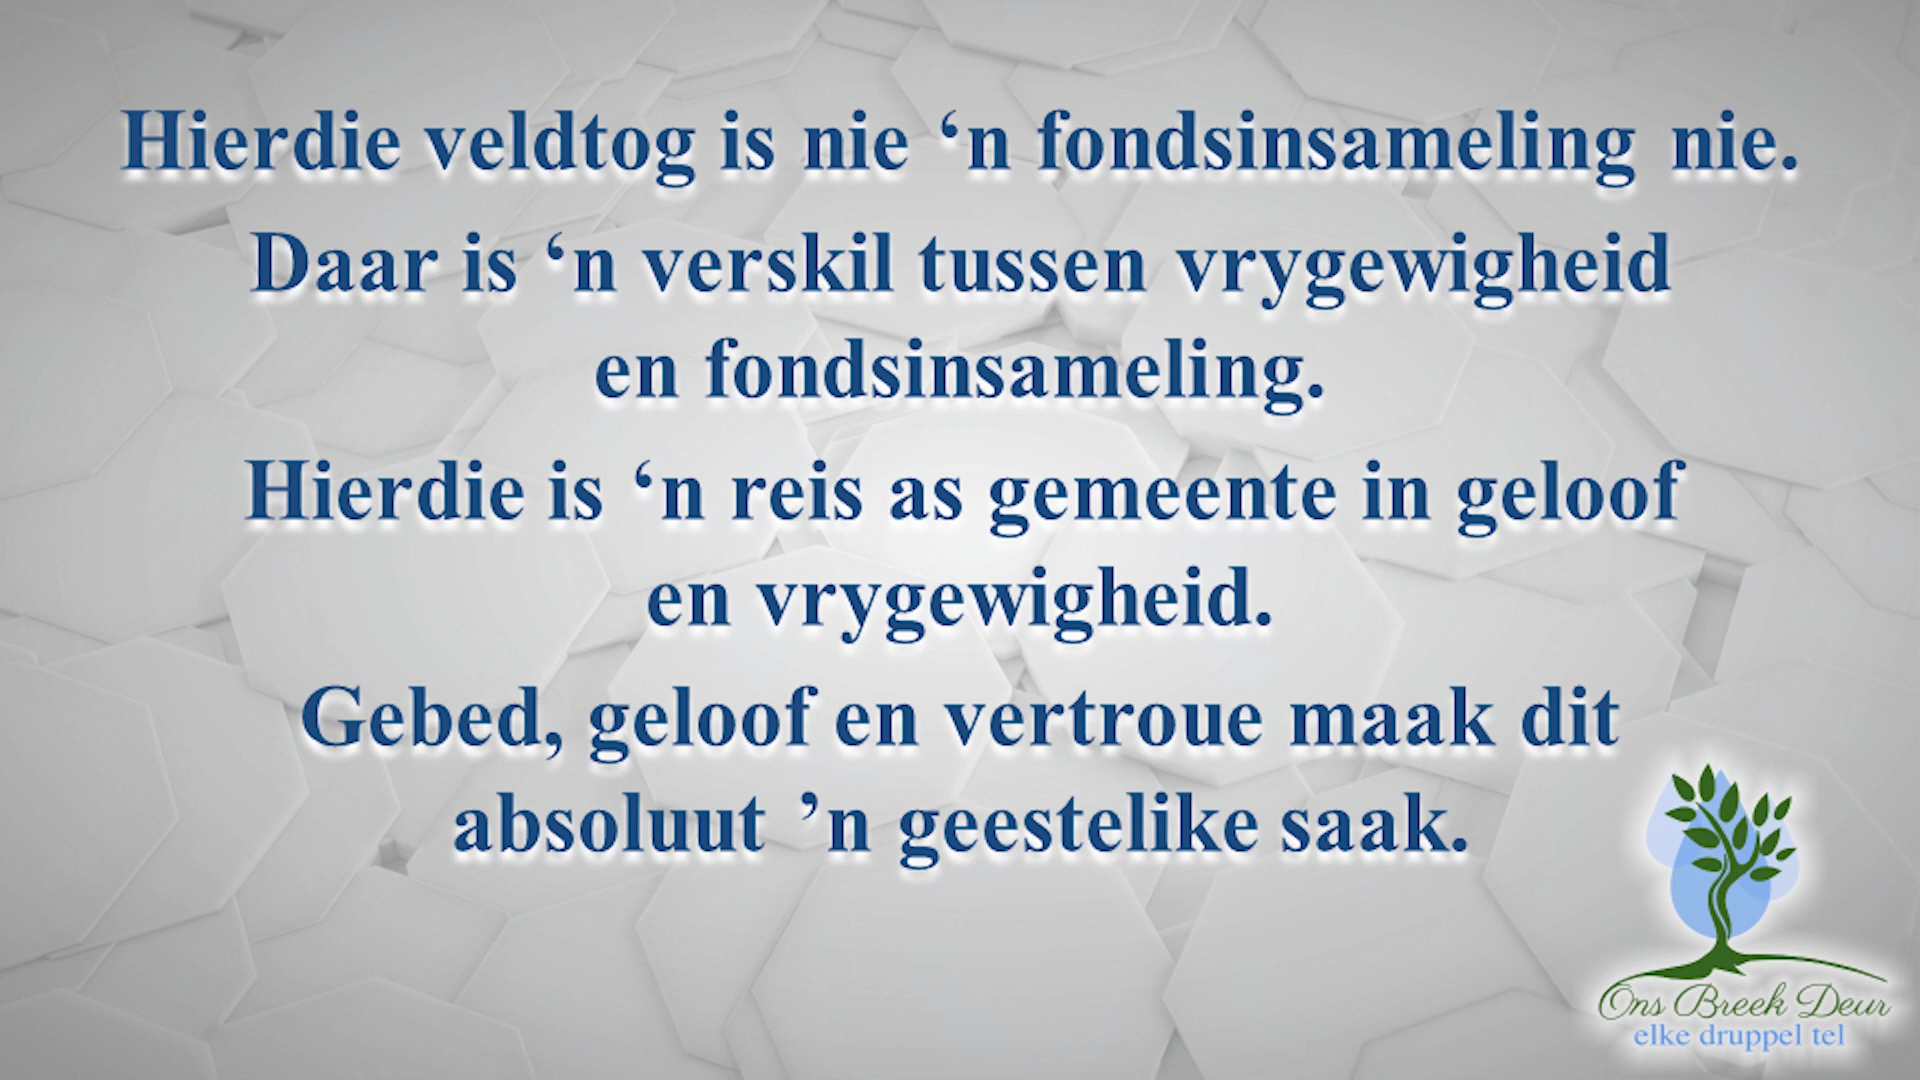 Hierdie veldtog is nie ‘n fondsinsameling nie.
Daar is ‘n verskil tussen vrygewigheid
en fondsinsameling.
Hierdie is ‘n reis as gemeente in geloof
en vrygewigheid.
Gebed, geloof en vertroue maak dit
absoluut ’n geestelike saak.
Ons Breek Deur
elke druppel tel